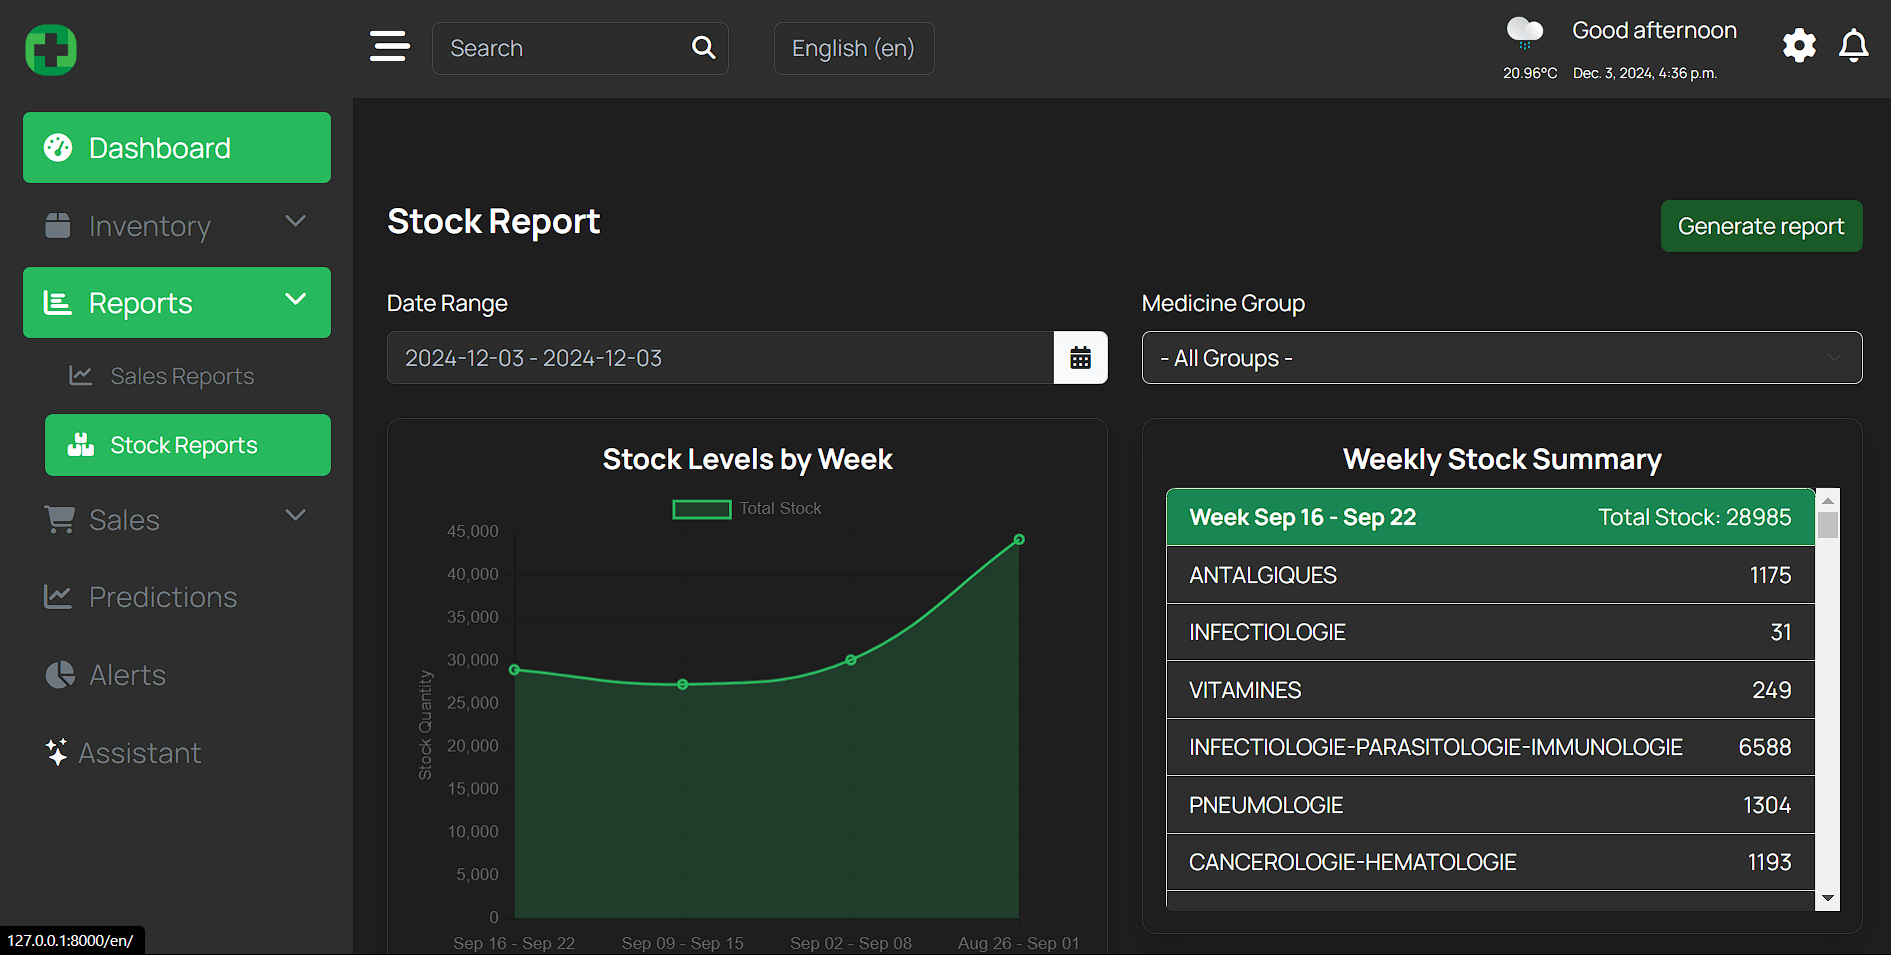 Search
English (en)
Good afternoon
20.96°C
Dec. 3, 2024, 4:36 p.m.
Dashboard
Inventory
Reports
Sales Reports
Stock Reports
Sales
Predictions
Alerts
Assistant
Stock Report
Generate report
Date Range
2024-12-03 - 2024-12-03
Medicine Group
- All Groups -
Stock Levels by Week
Total Stock
45,000
40,000
35,000
30,000
25,000
20,000
15,000
10,000
5,000
0
Stock Quantity
Sep 16 - Sep 22
Sep 09 - Sep 15
Sep 02 - Sep 08
Aug 26 - Sep 01
Weekly Stock Summary
Week Sep 16 - Sep 22 Total Stock: 28985
ANTALGIQUES 1175
INFECTIOLOGIE 31
VITAMINES 249
INFECTIOLOGIE-PARASITOLOGIE-IMMUNOLOGIE 6588
PNEUMOLOGIE 1304
CANCEROLOGIE-HEMATOLOGIE 1193
127.0.0.1:8000/en/